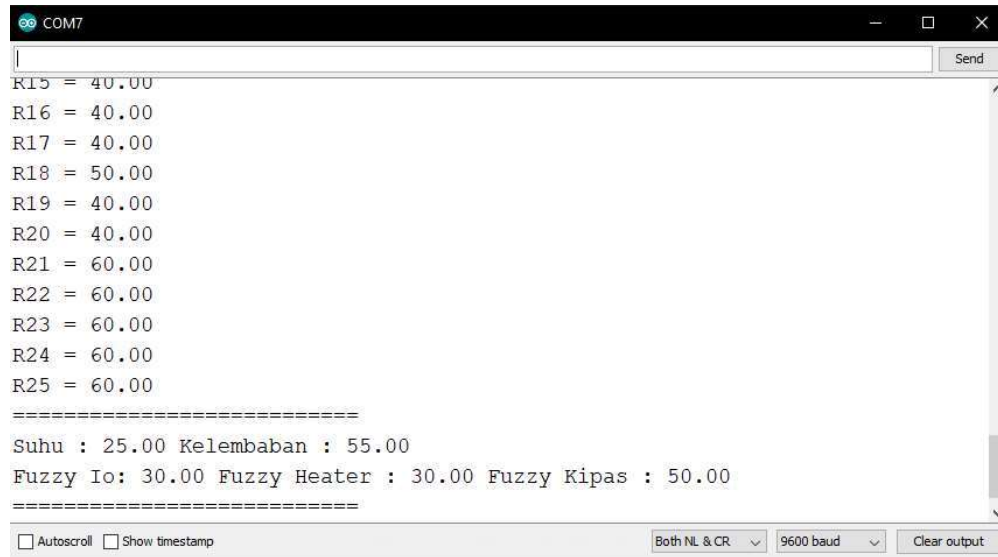 COM7
Send
R15 = 40.00
R16 = 40.00
R17 = 40.00
R18 = 50.00
R19 = 40.00
R20 = 40.00
R21 = 60.00
R22 = 60.00
R23 = 60.00
R24 = 60.00
R25 = 60.00
===========================
Suhu : 25.00 Kelembaban : 55.00
Fuzzy Io: 30.00 Fuzzy Heater : 30.00 Fuzzy Kipas : 50.00
===========================
Autoscroll Show timestamp Both NL & CR 9600 baud Clear output